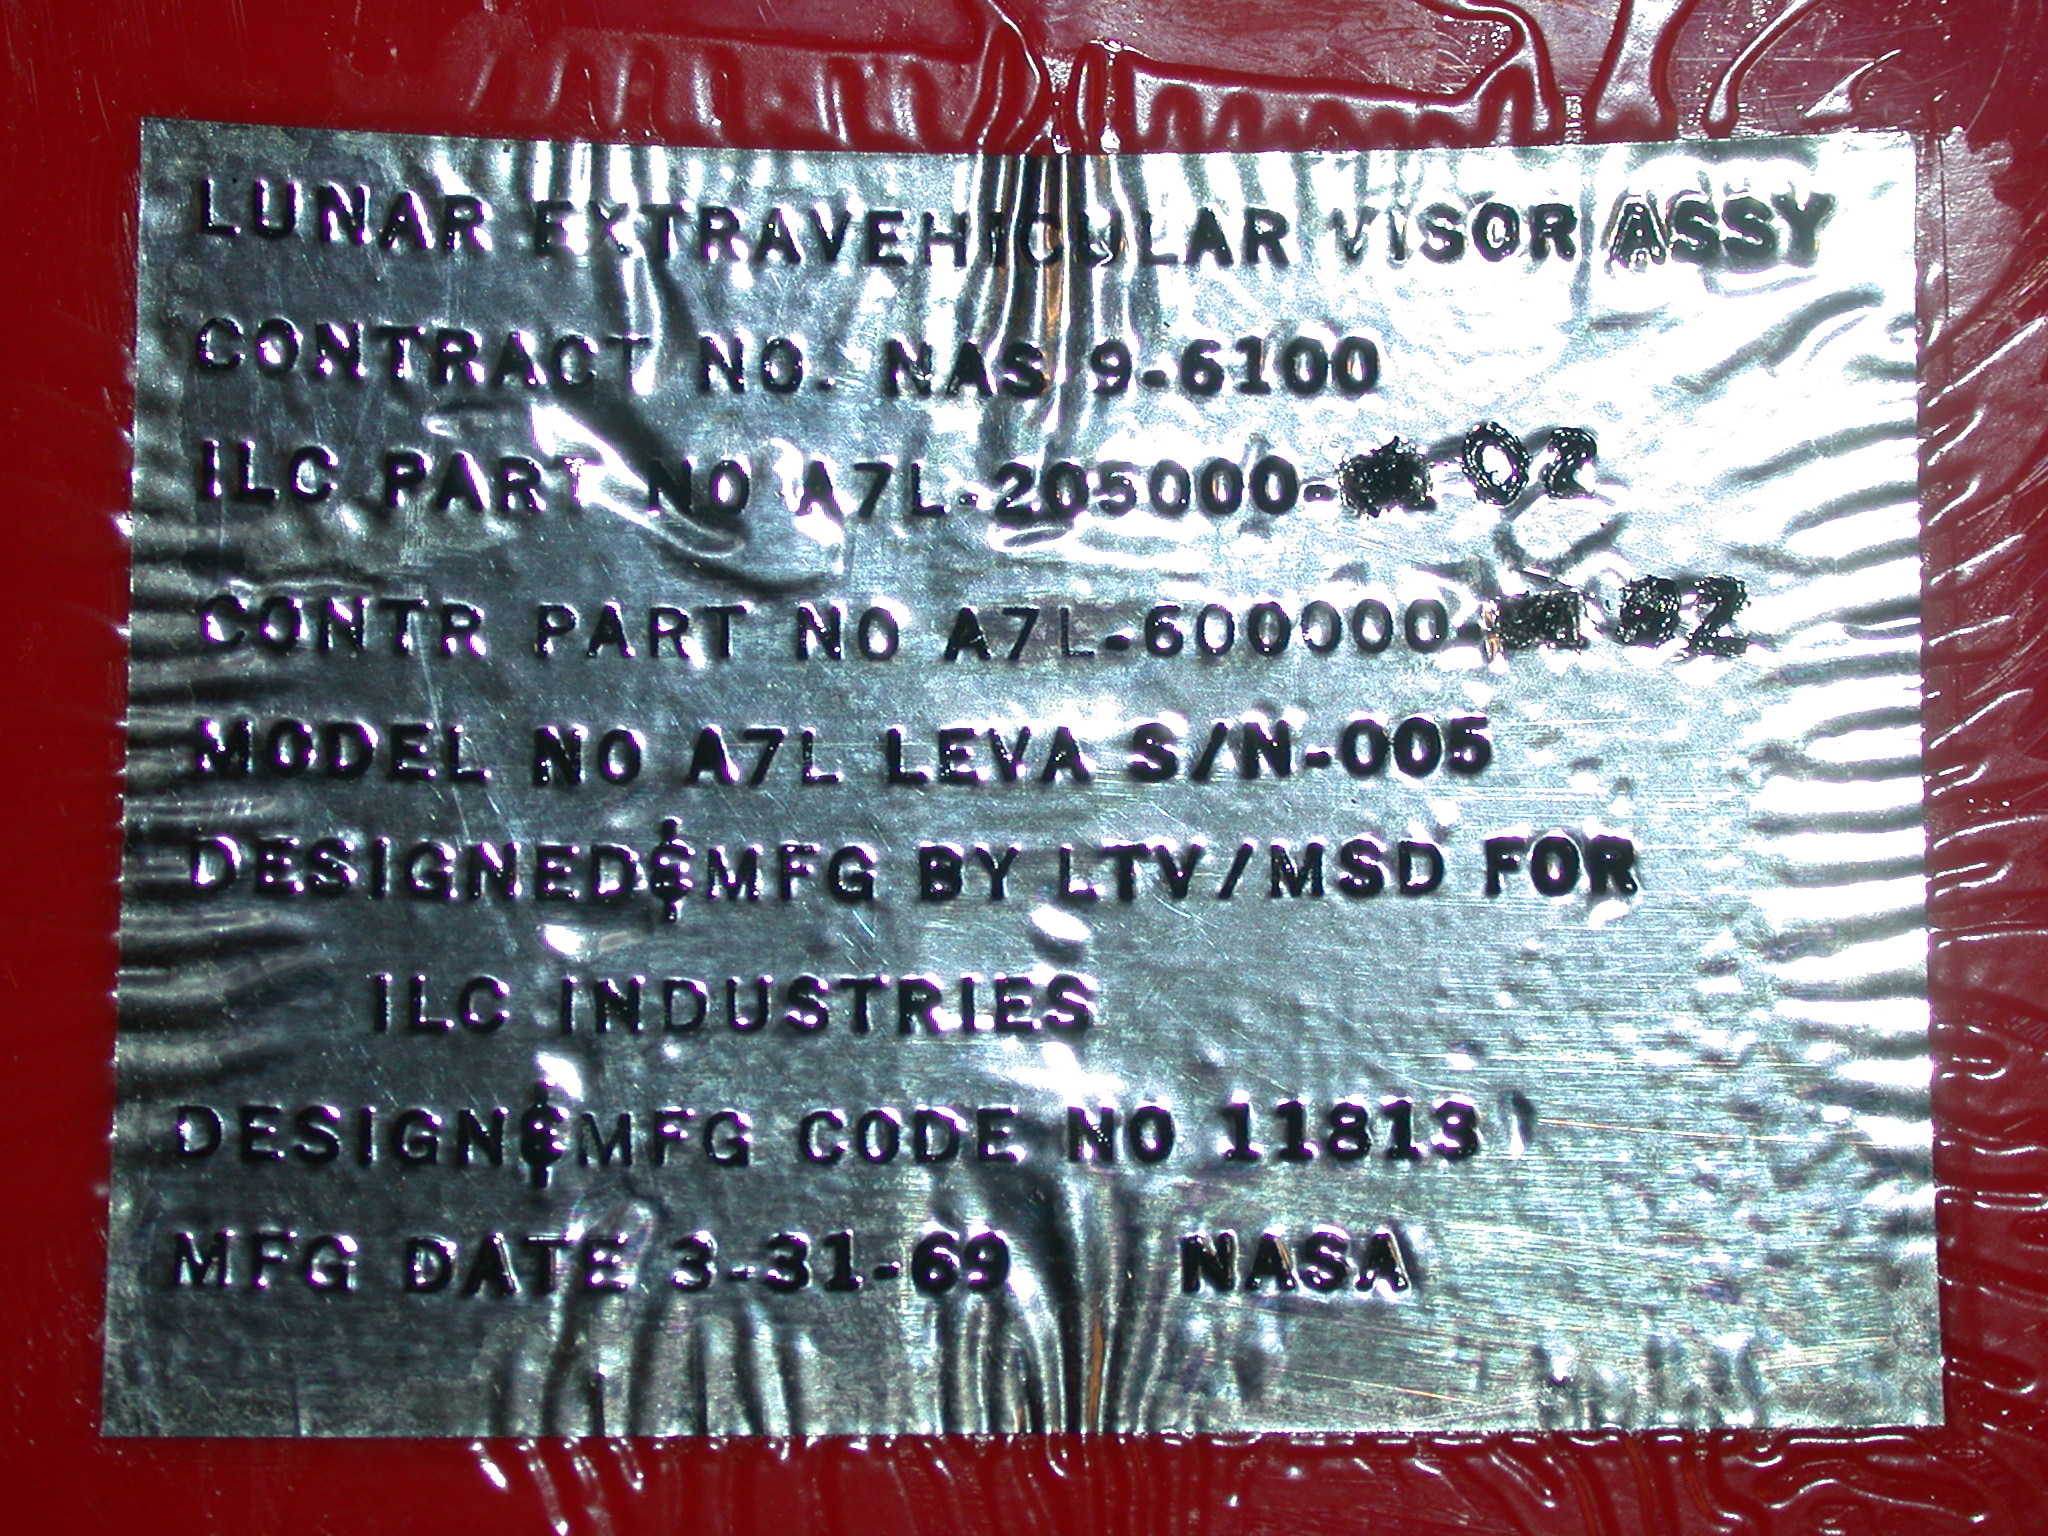 LUNAR EXTRAVEHICULAR VISOR ASSY
CONTRACT NO. NAS 9-6100
ILC PART NO A7L-205000- 02
CONTR PART NO A7L-600000- 02
MODEL NO A7L LEVA S/N-005
DESIGNED & MFG BY LTV/MSD FOR
ILC INDUSTRIES
DESIGN & MFG CODE NO 11813
MFG DATE 3-31-69 NASA